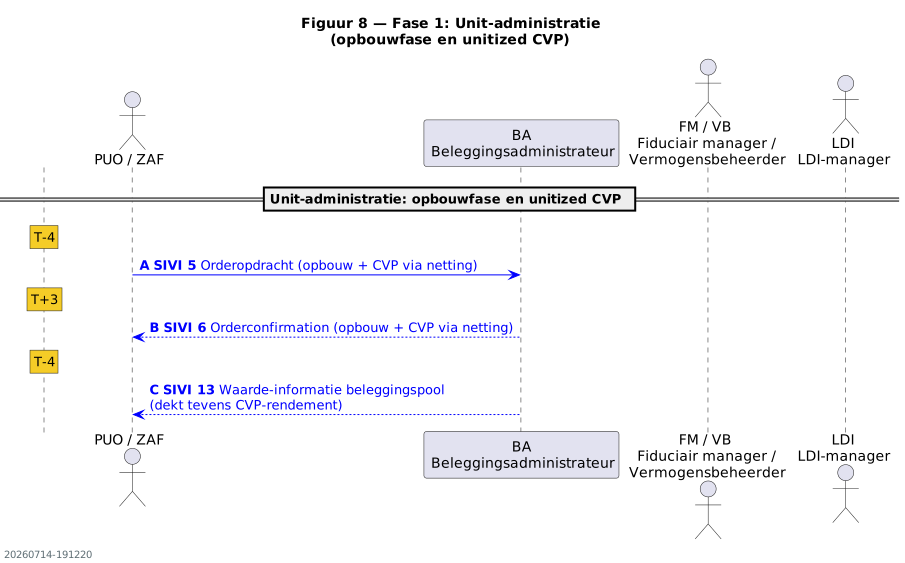 Figuur 8 — Fase 1: Unit-administratie
(opbouwfase en unitized CVP)
PUO / ZAF
BA
Beleggingsadministrateur
FM / VB
Fiduciair manager /
Vermogensbeheerder
LDI
LDI-manager
Unit-administratie: opbouwfase en unitized CVP
T-4
A SIVI 5 Orderopdracht (opbouw + CVP via netting)
T+3
B SIVI 6 Orderconfirmation (opbouw + CVP via netting)
T-4
C SIVI 13 Waarde-informatie beleggingspool
(dekt tevens CVP-rendement)
PUO / ZAF
BA
Beleggingsadministrateur
FM / VB
Fiduciair manager /
Vermogensbeheerder
LDI
LDI-manager
20260714-191220